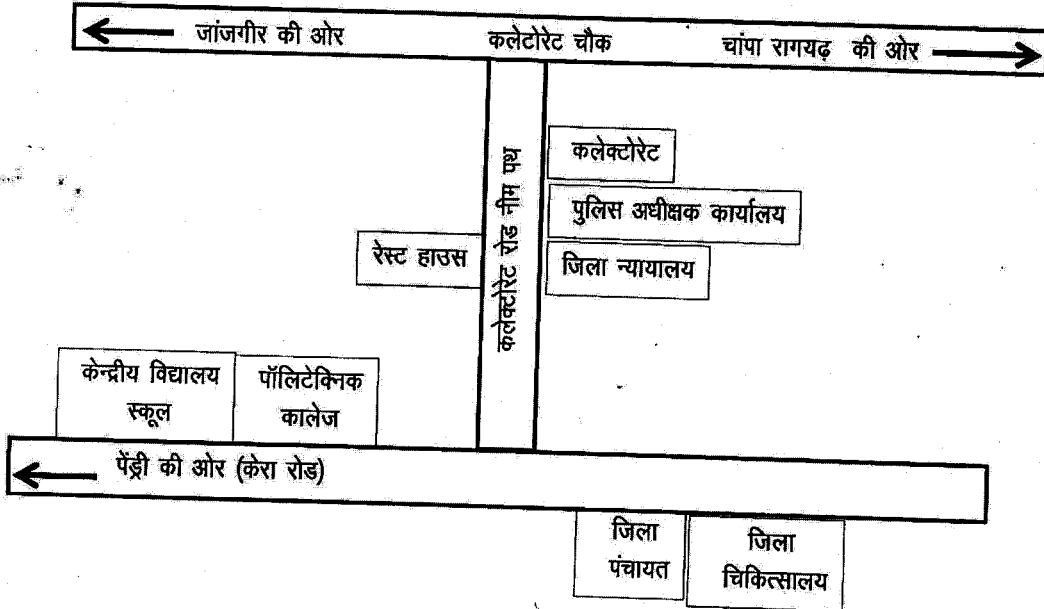 जांजगीर की ओर
कलेटोरेट चौक
चांपा रागयढ़ की ओर
कलेक्टोरेट रोड नीम पथ
कलेक्टोरेट
पुलिस अधीक्षक कार्यालय
रेस्ट हाउस
जिला न्यायालय
केन्द्रीय विद्यालय
स्कूल
पॉलिटेक्निक
कालेज
पेंड्री की ओर (केरा रोड)
जिला
पंचायत
जिला
चिकित्सालय